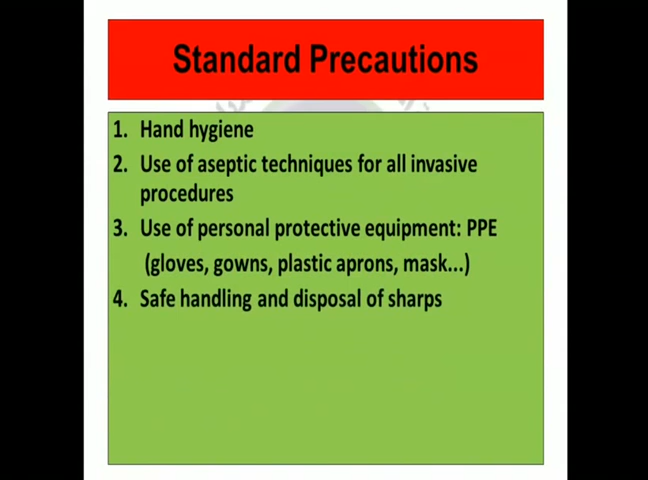 Standard Precautions
1. Hand hygiene
2. Use of aseptic techniques for all invasive
procedures
3. Use of personal protective equipment: PPE
(gloves, gowns, plastic aprons, mask...)
4. Safe handling and disposal of sharps